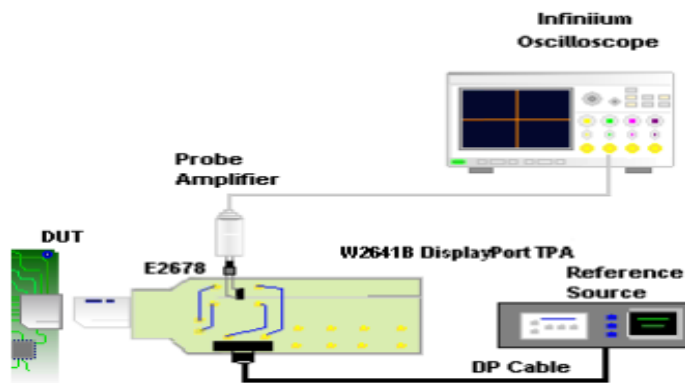 Infiniium
Oscilloscope
Probe
Amplifier
DUT
E2678
W2641B DisplayPort TPA
Reference
Source
DP Cable